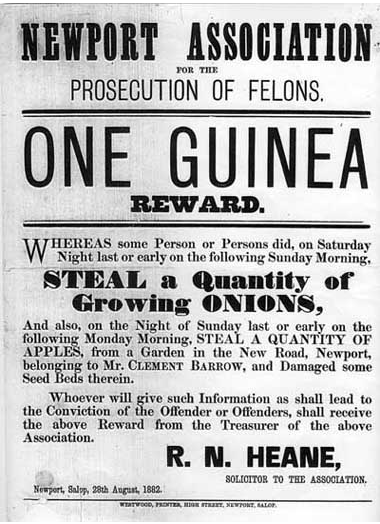 NEWPORT ASSOCIATION
FOR THE
PROSECUTION OF FELONS.
ONE GUINEA
REWARD.
WHEREAS some Person or Persons did, on Saturday
Night last or early on the following Sunday Morning,
STEAL a Quantity of
Growing ONIONS,
And also, on the Night of Sunday last or early on the
following Monday Morning, STEAL A QUANTITY OF
APPLES, from a Garden in the New Road, Newport,
belonging to Mr. CLEMENT BARROW, and Damaged some
Seed Beds therein.
Whoever will give such Information as shall lead to
the Conviction of the Offender or Offenders, shall receive
the above Reward from the Treasurer of the above
Association.
R. N. HEANE,
SOLICITOR TO THE ASSOCIATION.
Newport, Salop, 28th August, 1882.
WESTWOOD, PRINTER, HIGH STREET, NEWPORT, SALOP.